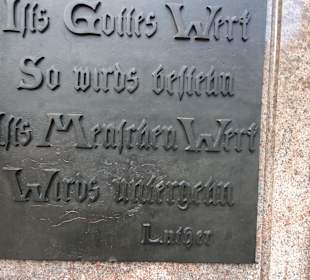 Ists Gottes Werk
So wirds bestehn
Ists Menschen Werk
Wirds untergehn
Luther